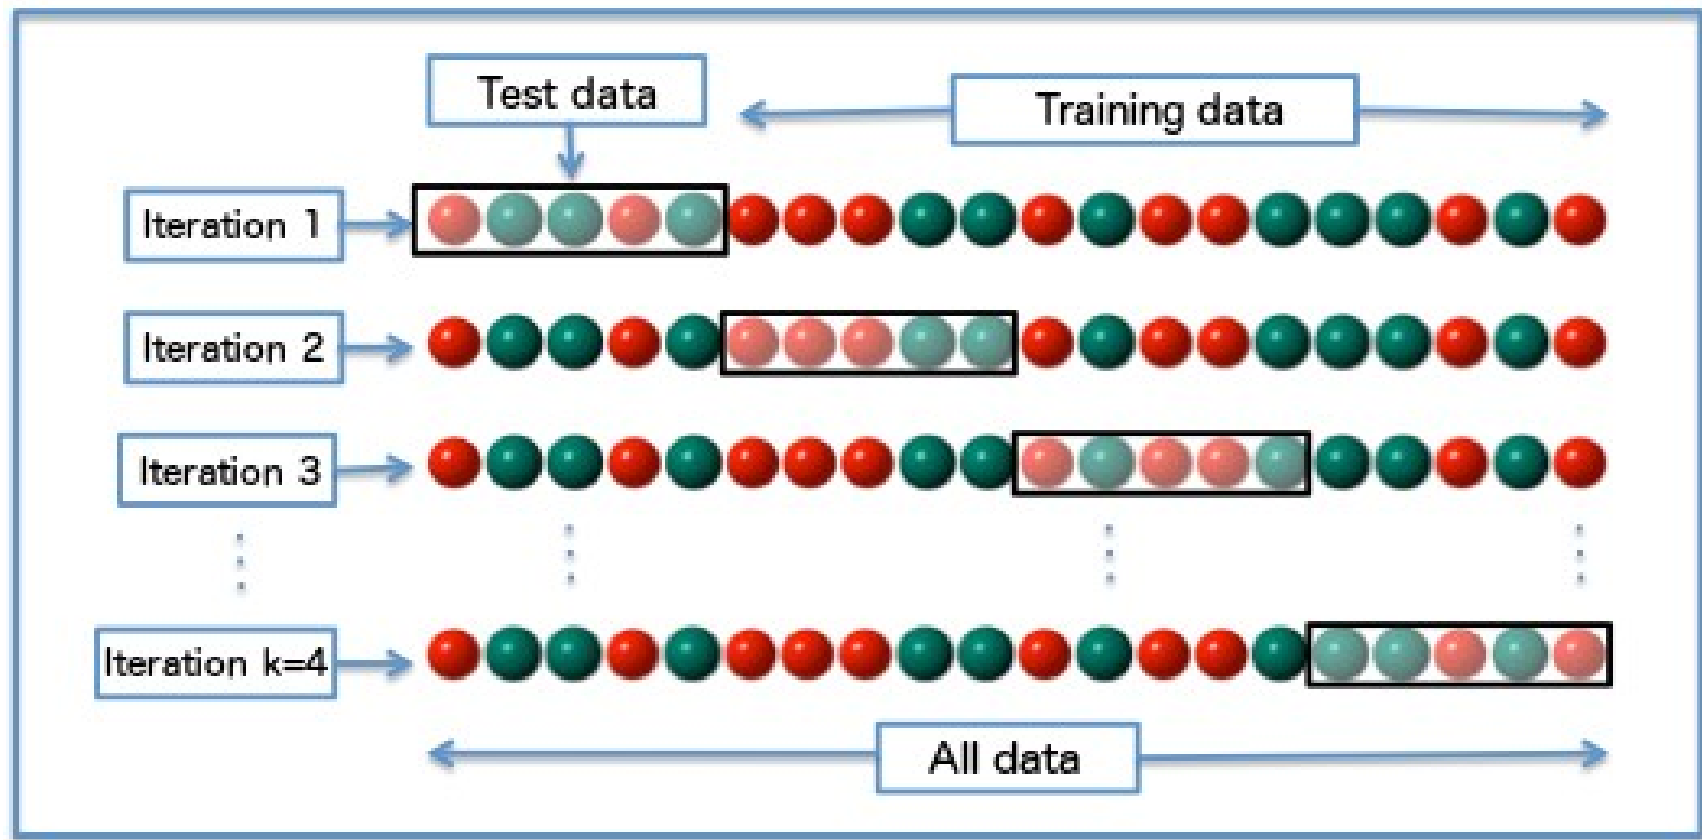 Test data
Training data
Iteration 1
Iteration 2
Iteration 3
Iteration k=4
All data